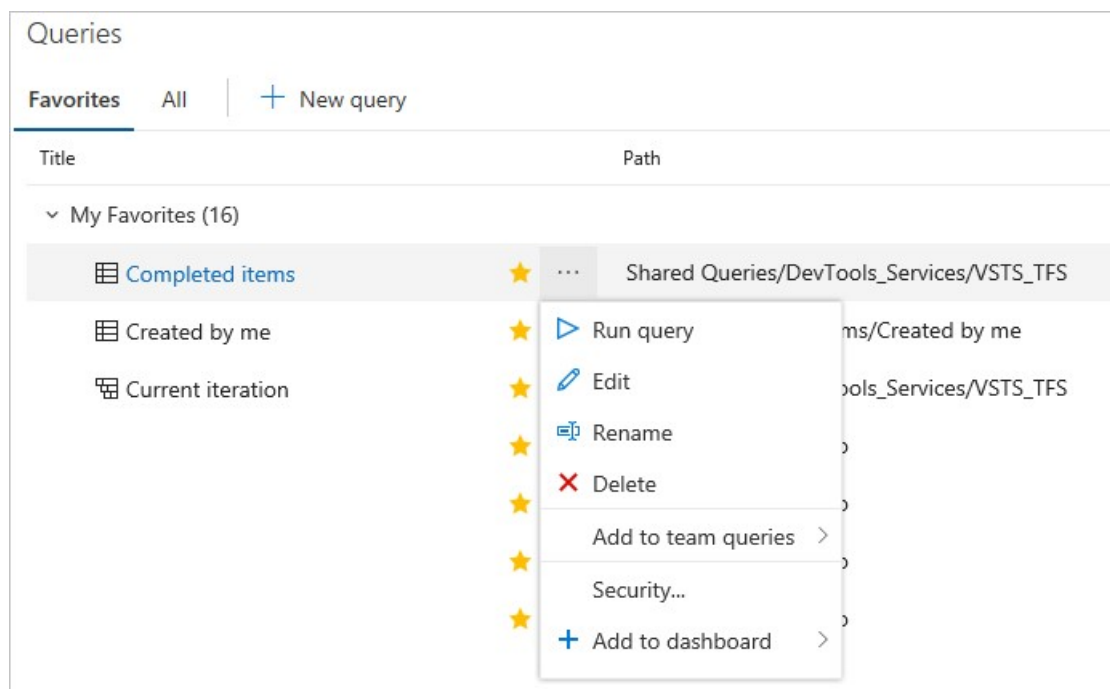 Queries
Favorites All New query
Title Path
My Favorites (16)
Completed items ... Shared Queries/DevTools_Services/VSTS_TFS
Created by me Run query ms/Created by me
Current iteration Edit ools_Services/VSTS_TFS
Rename
Delete
Add to team queries
Security...
Add to dashboard